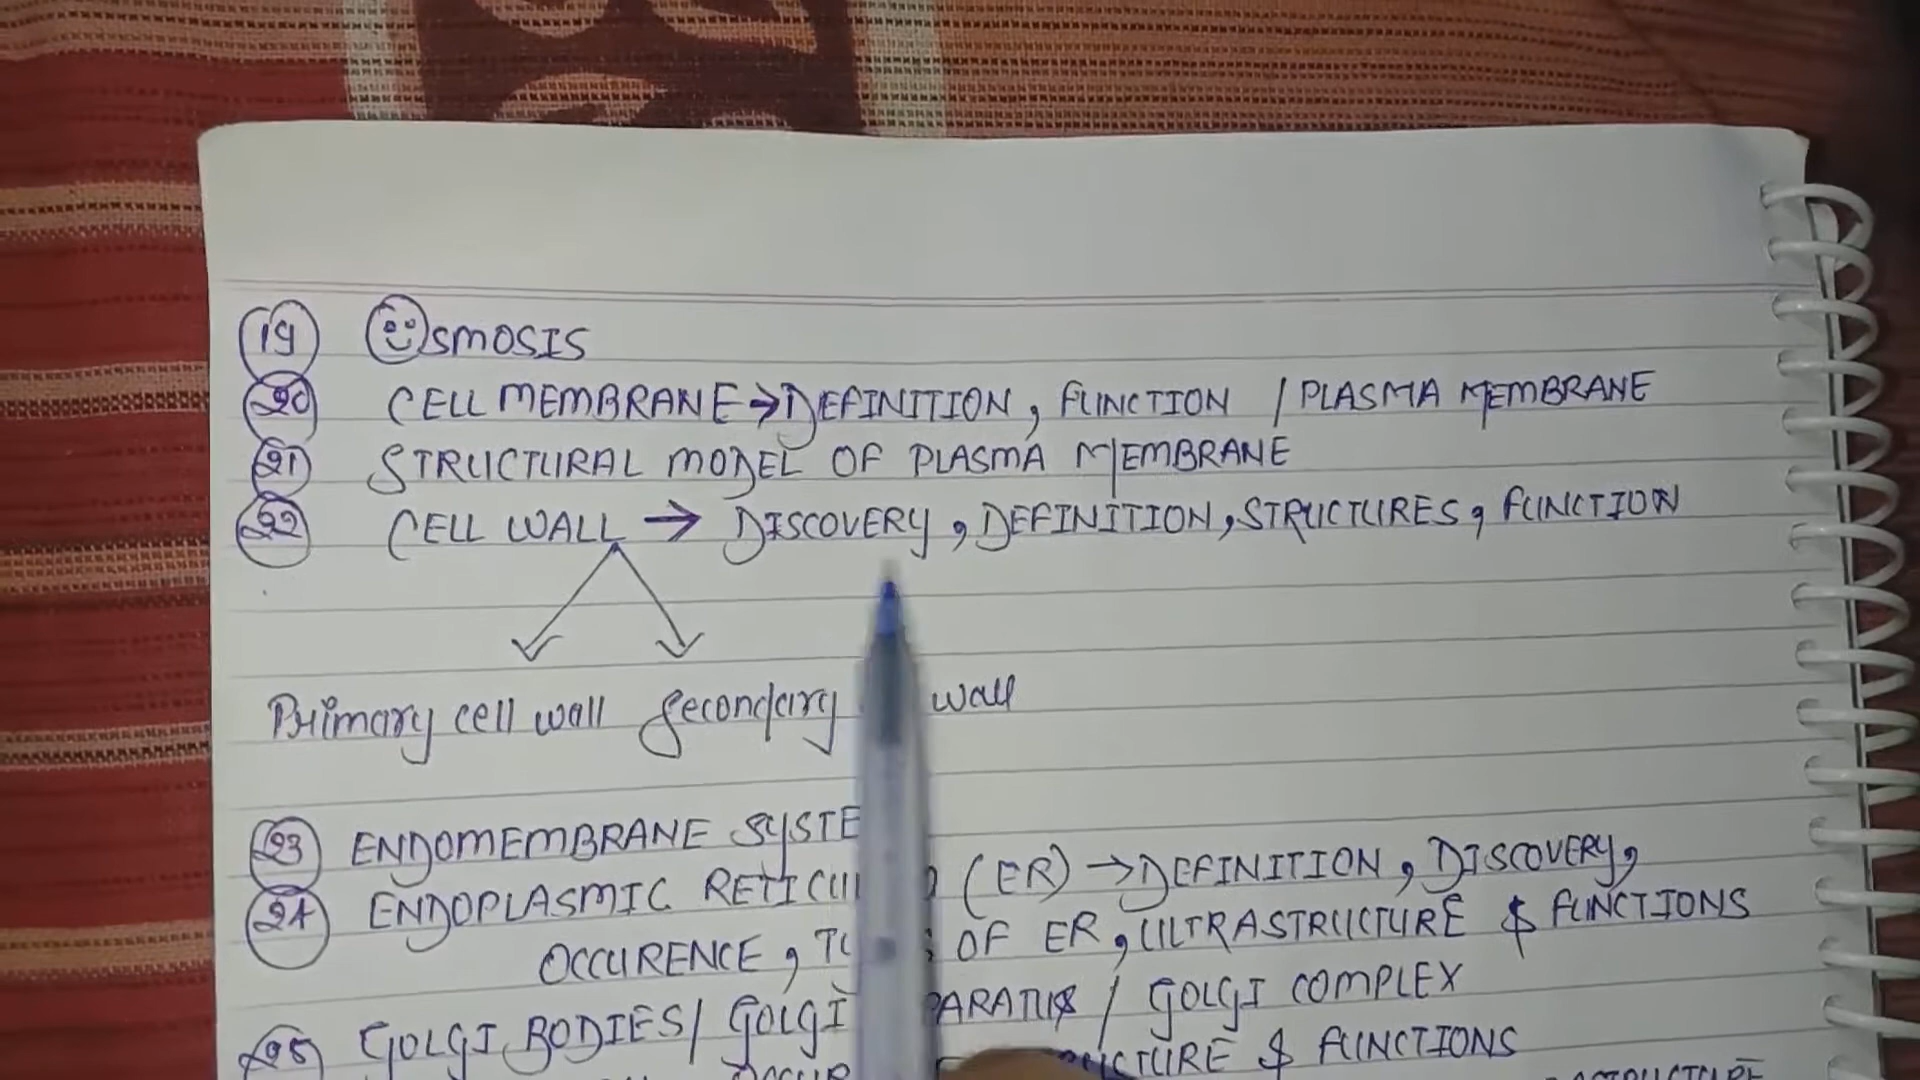 19 OSMOSIS
20 CELL MEMBRANE → DEFINITION, FUNCTION / PLASMA MEMBRANE
21 STRUCTURAL MODEL OF PLASMA MEMBRANE
22 CELL WALL → DISCOVERY, DEFINITION, STRUCTURES, FUNCTION
Primary cell wall Secondary wall
23 ENDOMEMBRANE
24 ENDOPLASMIC (ER) → DEFINITION, DISCOVERY,
OCCURENCE, OF ER, ULTRASTRUCTURE & FUNCTIONS
25 GOLGI BODIES / GOLGI / GOLGI COMPLEX
& FUNCTIONS